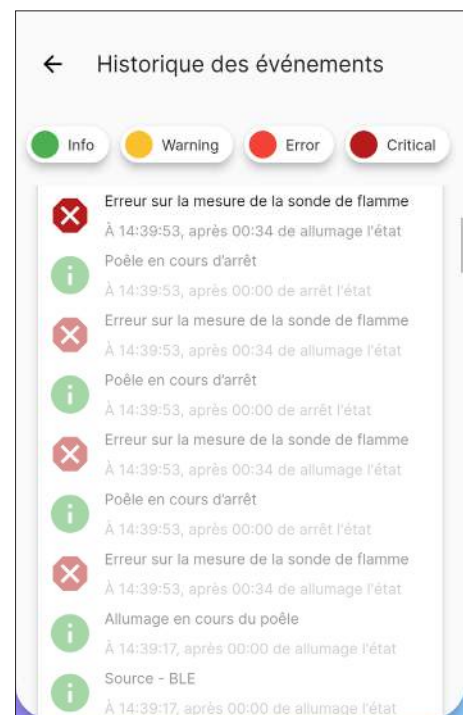 Historique des événements
Info Warning Error Critical
Erreur sur la mesure de la sonde de flamme
À 14:39:53, après 00:34 de allumage l'état
Poêle en cours d'arrêt
À 14:39:53, après 00:00 de arrêt l'état
Erreur sur la mesure de la sonde de flamme
À 14:39:53, après 00:34 de allumage l'état
Poêle en cours d'arrêt
À 14:39:53, après 00:00 de arrêt l'état
Erreur sur la mesure de la sonde de flamme
À 14:39:53, après 00:34 de allumage l'état
Poêle en cours d'arrêt
À 14:39:53, après 00:00 de arrêt l'état
Erreur sur la mesure de la sonde de flamme
À 14:39:53, après 00:34 de allumage l'état
Allumage en cours du poêle
À 14:39:17, après 00:00 de allumage l'état
Source - BLE
À 14:39:17, après 00:00 de allumage l'état